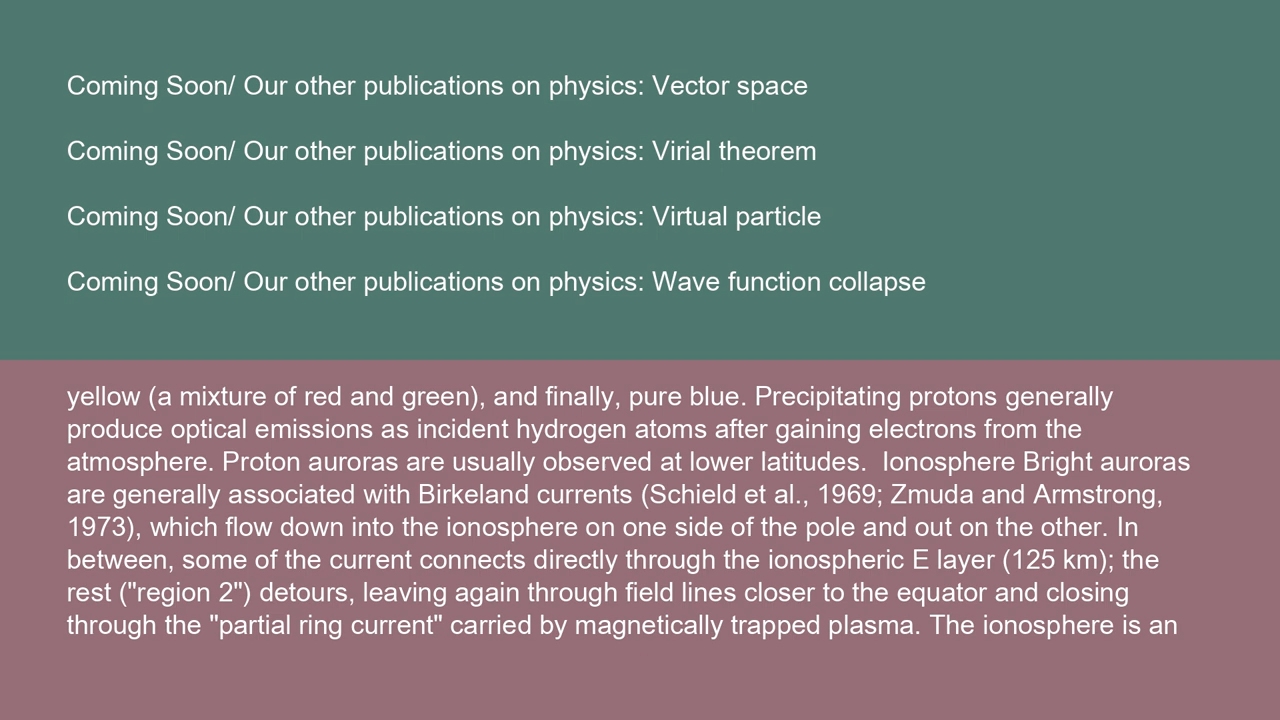 Coming Soon/ Our other publications on physics: Vector space
Coming Soon/ Our other publications on physics: Virial theorem
Coming Soon/ Our other publications on physics: Virtual particle
Coming Soon/ Our other publications on physics: Wave function collapse
yellow (a mixture of red and green), and finally, pure blue. Precipitating protons generally
produce optical emissions as incident hydrogen atoms after gaining electrons from the
atmosphere. Proton auroras are usually observed at lower latitudes.  Ionosphere Bright auroras
are generally associated with Birkeland currents (Schield et al., 1969; Zmuda and Armstrong,
1973), which flow down into the ionosphere on one side of the pole and out on the other. In
between, some of the current connects directly through the ionospheric E layer (125 km); the
rest ("region 2") detours, leaving again through field lines closer to the equator and closing
through the "partial ring current" carried by magnetically trapped plasma. The ionosphere is an